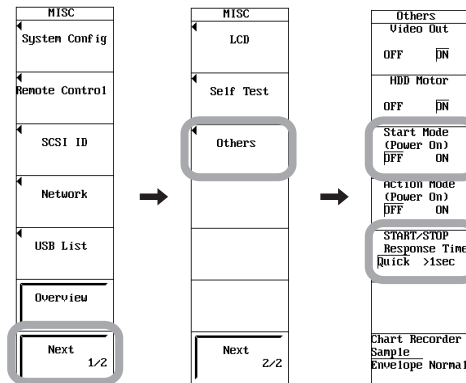 MISC
System Config
Remote Control
SCSI ID
Network
USB List
Overview
Next
1/2
MISC
LCD
Self Test
Others
Next
2/2
Others
Video Out
OFF ON
HDD Motor
OFF ON
Start Mode
(Power On)
OFF ON
Action Mode
(Power On)
OFF ON
START/STOP
Response Time
Quick >1sec
Chart Recorder
Sample
Envelope Normal